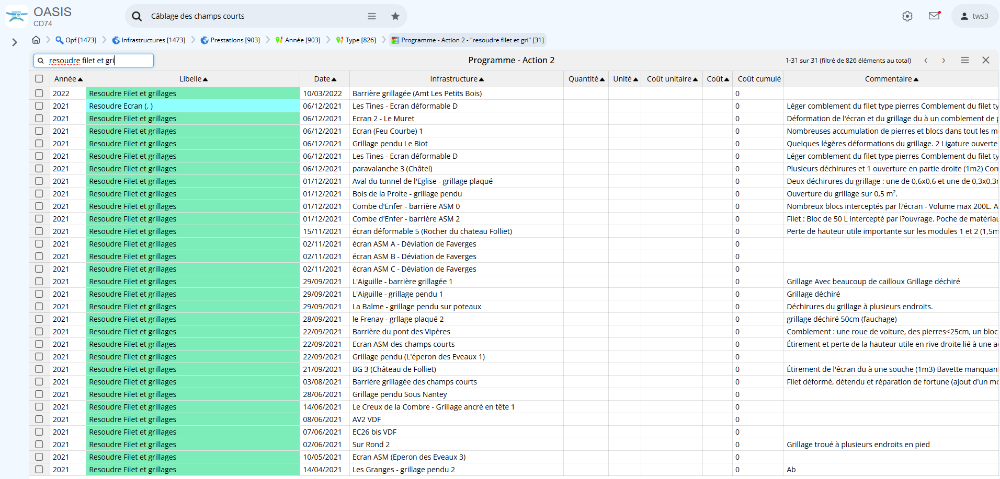 OASIS
CD74
Câblage des champs courts
tws3
Opf [1473] Infrastructures [1473] Prestations [903] Année [903] Type [826] Programme - Action 2 - "resoudre filet et gri" [31]
resoudre filet et gri
Programme - Action 2
1-31 sur 31 (filtré de 826 éléments au total)
Année Libelle Date Infrastructure Quantité Unité Coût unitaire Coût Coût cumulé Commentaire
2022 Resoudre Filet et grillages 10/03/2022 Barrière grillagée (Amt Les Petits Bois) 0
2021 Resoudre Ecran (, ) 06/12/2021 Les Tines - Ecran déformable D 0 Léger comblement du filet type pierres Comblement du filet ty
2021 Resoudre Filet et grillages 06/12/2021 Ecran 2 - Le Muret 0 Déformation de l'écran et du grillage du à un comblement de p
2021 Resoudre Filet et grillages 06/12/2021 Ecran (Feu Courbe) 1 0 Nombreuses accumulation de pierres et blocs dans tout les m
2021 Resoudre Filet et grillages 06/12/2021 Grillage pendu Le Biot 0 Quelques légères déformations du grillage. 2 Ligature ouverte
2021 Resoudre Filet et grillages 06/12/2021 Les Tines - Ecran déformable D 0 Léger comblement du filet type pierres Comblement du filet ty
2021 Resoudre Filet et grillages 06/12/2021 paravalanche 3 (Châtel) 0 Plusieurs déchirures et 1 ouverture en partie droite (1m2) Corr
2021 Resoudre Filet et grillages 01/12/2021 Aval du tunnel de l'Eglise - grillage plaqué 0 Deux déchirures du grillage : une de 0,6x0,6 et une de 0,3x0,3m
2021 Resoudre Filet et grillages 01/12/2021 Bois de la Proite - grillage pendu 0 Ouverture du grillage sur 0,5 m².
2021 Resoudre Filet et grillages 01/12/2021 Combe d'Enfer - barrière ASM 0 0 Nombreux blocs interceptés par l?écran - Volume max 200L. A
2021 Resoudre Filet et grillages 01/12/2021 Combe d'Enfer - barrière ASM 2 0 Filet : Bloc de 50 L intercepté par l?ouvrage. Poche de matériau
2021 Resoudre Filet et grillages 15/11/2021 écran déformable 5 (Rocher du chateau Folliet) 0 Perte de hauteur utile importante sur les modules 1 et 2 (1,5m
2021 Resoudre Filet et grillages 02/11/2021 écran ASM A - Déviation de Faverges 0
2021 Resoudre Filet et grillages 02/11/2021 écran ASM B - Déviation de Faverges 0
2021 Resoudre Filet et grillages 02/11/2021 écran ASM C - Déviation de Faverges 0
2021 Resoudre Filet et grillages 29/09/2021 L'Aiguille - barrière grillagée 1 0 Grillage Avec beaucoup de cailloux Grillage déchiré
2021 Resoudre Filet et grillages 29/09/2021 L'Aiguille - grillage pendu 1 0 Grillage déchiré
2021 Resoudre Filet et grillages 29/09/2021 La Balme - grillage pendu sur poteaux 0 Déchirures du grillage à plusieurs endroits.
2021 Resoudre Filet et grillages 28/09/2021 le Frenay - grllage plaqué 2 0 grillage déchiré 50cm (fauchage)
2021 Resoudre Filet et grillages 22/09/2021 Barrière du pont des Vipères 0 Comblement : une roue de voiture, des pierres<25cm, un bloc
2021 Resoudre Filet et grillages 22/09/2021 Ecran ASM des champs courts 0 Étirement et perte de la hauteur utile en rive droite lié à une a
2021 Resoudre Filet et grillages 22/09/2021 Grillage pendu (L'éperon des Eveaux 1) 0
2021 Resoudre Filet et grillages 21/09/2021 BG 3 (Château de Folliet) 0 Étirement de l'écran du à une souche (1m3) Bavette manquant
2021 Resoudre Filet et grillages 03/08/2021 Barrière grillagée des champs courts 0 Filet déformé, détendu et réparation de fortune (ajout d'un mo
2021 Resoudre Filet et grillages 28/06/2021 Grillage pendu Sous Nantey 0
2021 Resoudre Filet et grillages 14/06/2021 Le Creux de la Combre - Grillage ancré en tête 1 0
2021 Resoudre Filet et grillages 08/06/2021 AV2 VDF 0
2021 Resoudre Filet et grillages 07/06/2021 EC26 bis VDF 0
2021 Resoudre Filet et grillages 02/06/2021 Sur Rond 2 0 Grillage troué à plusieurs endroits en pied
2021 Resoudre Filet et grillages 10/05/2021 Ecran ASM (Eperon des Eveaux 3) 0
2021 Resoudre Filet et grillages 14/04/2021 Les Granges - grillage pendu 2 0 Ab